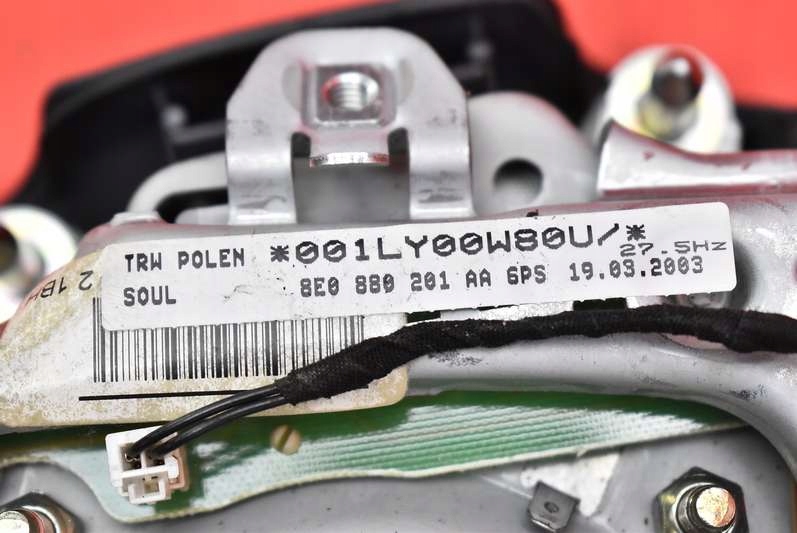 TRW POLEN *001LY00W80U/*
27.5HZ
SOUL 8E0 880 201 AA 6PS 19.03.2003